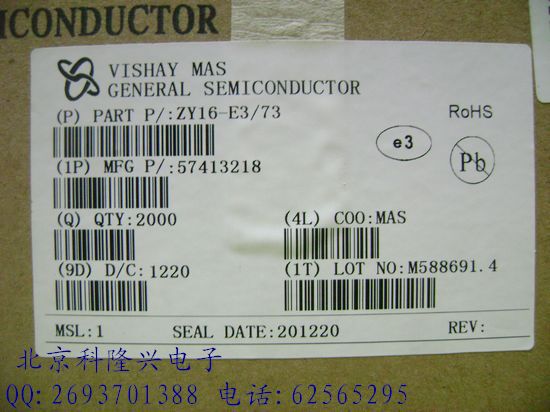 ICONDUCTOR
VISHAY MAS
GENERAL SEMICONDUCTOR
(P) PART P/:ZY16-E3/73
RoHS
e3
Pb
(1P) MFG P/:57413218
(Q) QTY:2000
(4L) COO:MAS
(9D) D/C:1220
(1T) LOT NO:M588691.4
MSL:1 SEAL DATE:201220 REV:
北京科隆兴电子
QQ:2693701388 电话:62565295